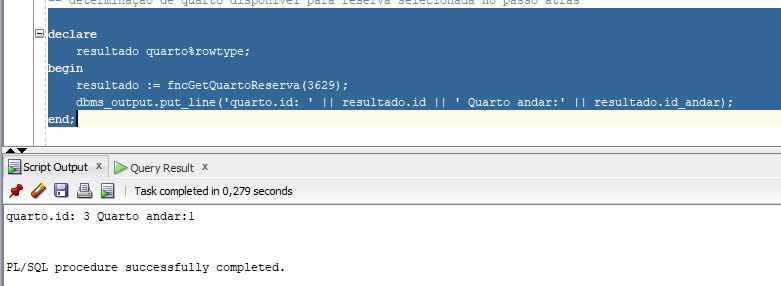 -- determinação de quarto disponivel para reserva selecionada no passo atrás
declare
resultado quarto%rowtype;
begin
resultado := fncGetQuartoReserva(3629);
dbms_output.put_line('quarto.id: ' || resultado.id || ' Quarto andar:' || resultado.id_andar);
end;
Script Output x Query Result x
Task completed in 0,279 seconds
quarto.id: 3 Quarto andar:1
PL/SQL procedure successfully completed.